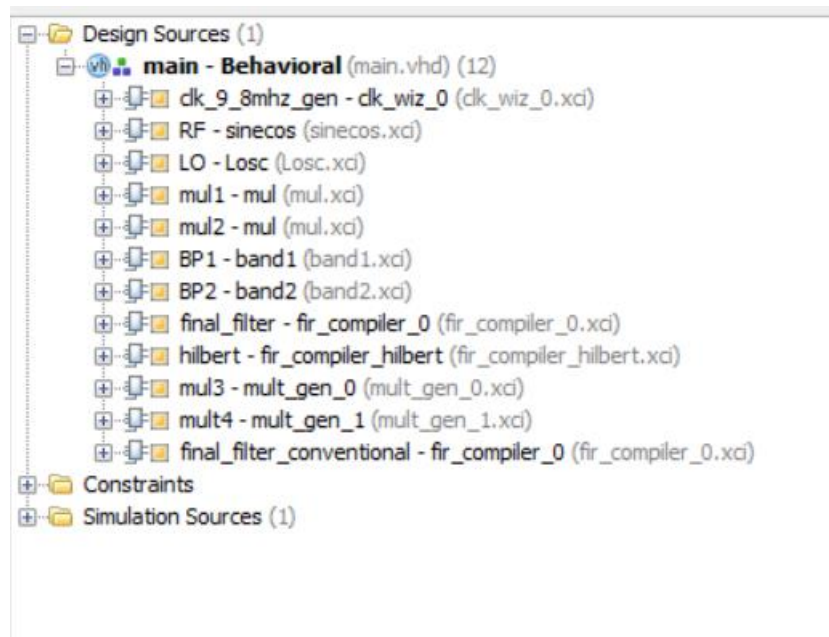 Design Sources (1)
main - Behavioral (main.vhd) (12)
clk_9_8mhz_gen - clk_wiz_0 (clk_wiz_0.xci)
RF - sinecos (sinecos.xci)
LO - Losc (Losc.xci)
mul1 - mul (mul.xci)
mul2 - mul (mul.xci)
BP1 - band1 (band1.xci)
BP2 - band2 (band2.xci)
final_filter - fir_compiler_0 (fir_compiler_0.xci)
hilbert - fir_compiler_hilbert (fir_compiler_hilbert.xci)
mul3 - mult_gen_0 (mult_gen_0.xci)
mult4 - mult_gen_1 (mult_gen_1.xci)
final_filter_conventional - fir_compiler_0 (fir_compiler_0.xci)
Constraints
Simulation Sources (1)